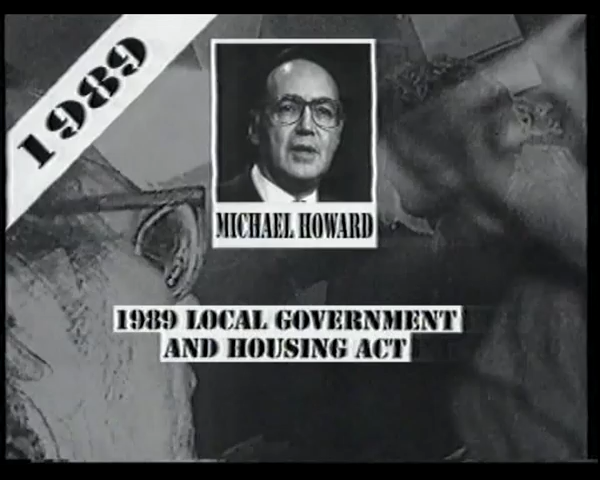 1989
MICHAEL HOWARD
1989 LOCAL GOVERNMENT
AND HOUSING ACT